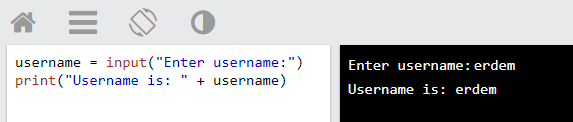 username = input("Enter username:")
print("Username is: " + username)
Enter username:erdem
Username is: erdem